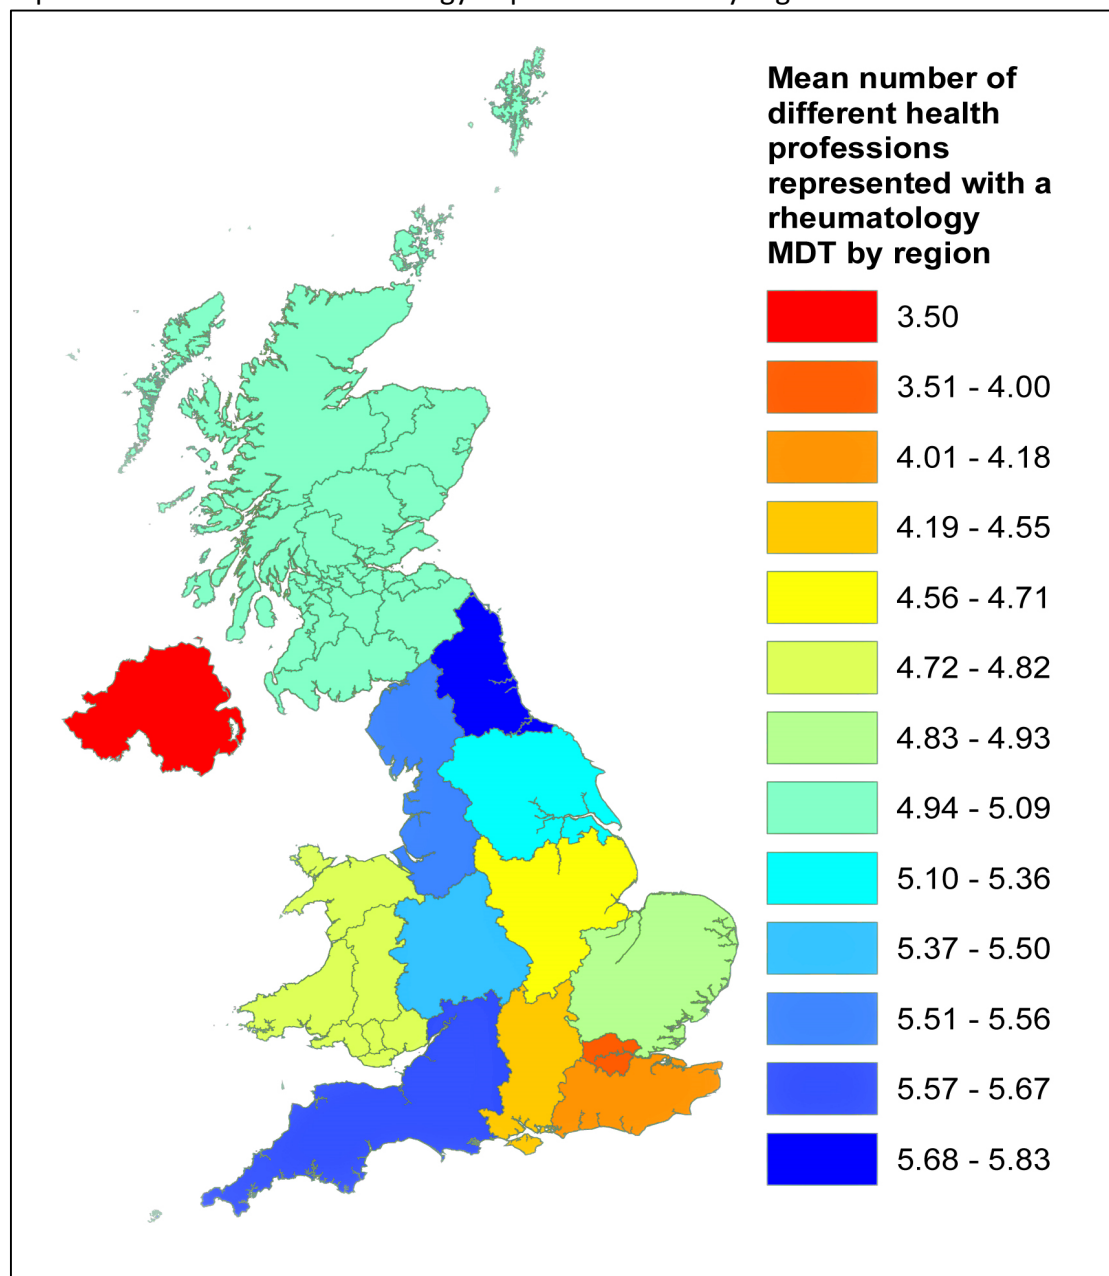 Mean number of
different health
professions
represented with a
rheumatology
MDT by region
3.50
3.51 - 4.00
4.01 - 4.18
4.19 - 4.55
4.56 - 4.71
4.72 - 4.82
4.83 - 4.93
4.94 - 5.09
5.10 - 5.36
5.37 - 5.50
5.51 - 5.56
5.57 - 5.67
5.68 - 5.83